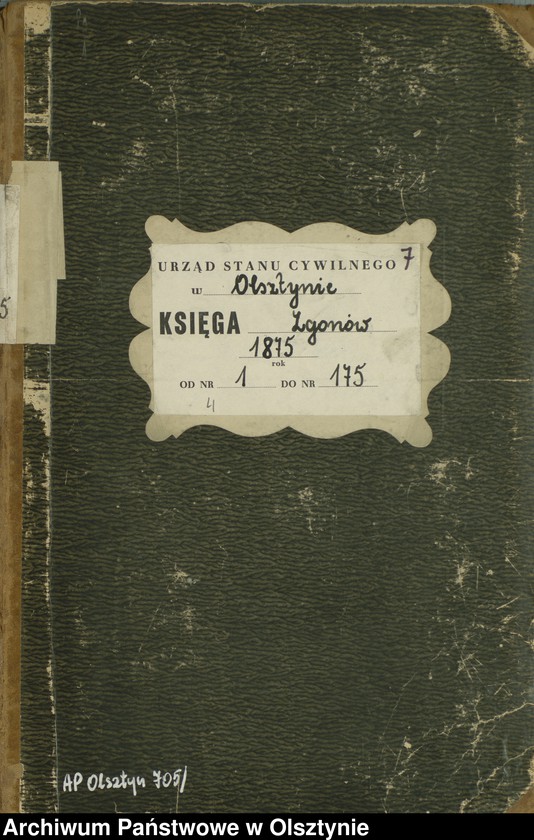 URZĄD STANU CYWILNEGO 7
w Olsztynie
KSIĘGA Zgonów
1875
rok
OD NR 1 DO NR 175
4
5
AP Olsztyn 705/
Archiwum Państwowe w Olsztynie